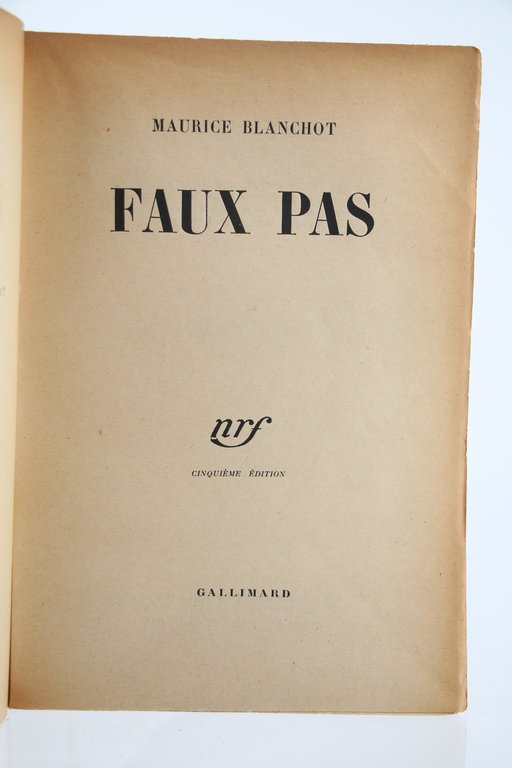 MAURICE BLANCHOT
FAUX PAS
nrf
CINQUIÈME ÉDITION
GALLIMARD